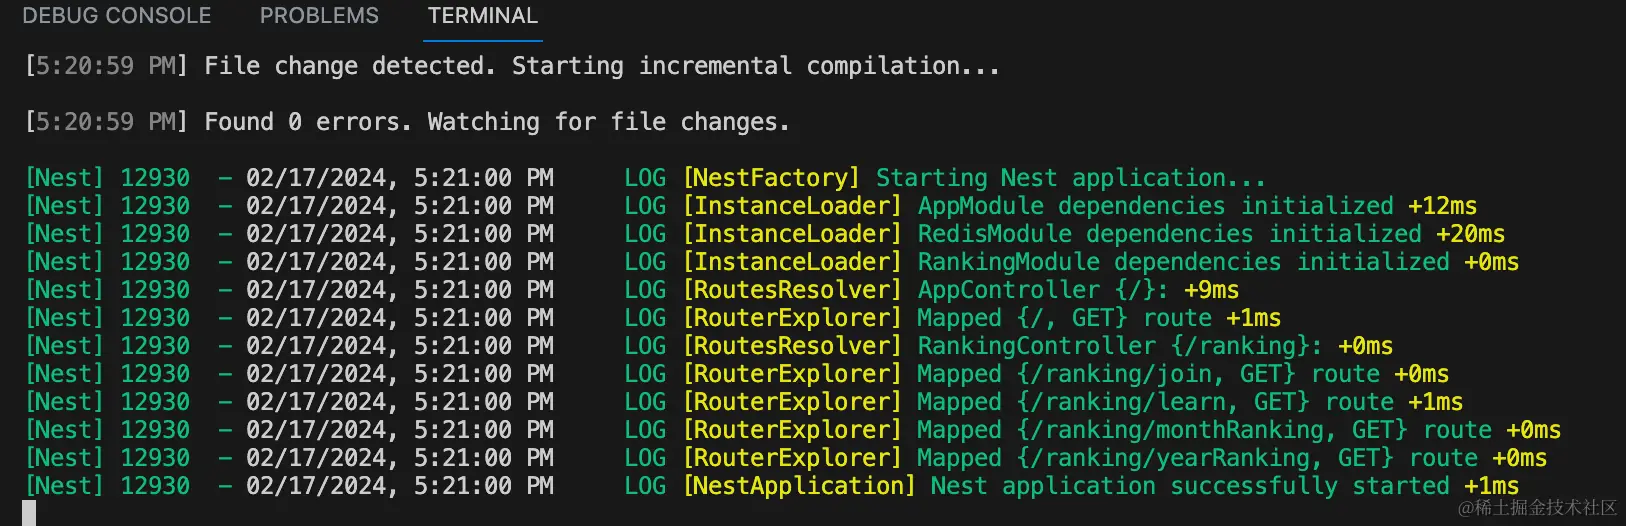 DEBUG CONSOLE PROBLEMS TERMINAL
[5:20:59 PM] File change detected. Starting incremental compilation...
[5:20:59 PM] Found 0 errors. Watching for file changes.
[Nest] 12930  - 02/17/2024, 5:21:00 PM     LOG [NestFactory] Starting Nest application...
[Nest] 12930  - 02/17/2024, 5:21:00 PM     LOG [InstanceLoader] AppModule dependencies initialized +12ms
[Nest] 12930  - 02/17/2024, 5:21:00 PM     LOG [InstanceLoader] RedisModule dependencies initialized +20ms
[Nest] 12930  - 02/17/2024, 5:21:00 PM     LOG [InstanceLoader] RankingModule dependencies initialized +0ms
[Nest] 12930  - 02/17/2024, 5:21:00 PM     LOG [RoutesResolver] AppController {/}: +9ms
[Nest] 12930  - 02/17/2024, 5:21:00 PM     LOG [RouterExplorer] Mapped {/, GET} route +1ms
[Nest] 12930  - 02/17/2024, 5:21:00 PM     LOG [RoutesResolver] RankingController {/ranking}: +0ms
[Nest] 12930  - 02/17/2024, 5:21:00 PM     LOG [RouterExplorer] Mapped {/ranking/join, GET} route +0ms
[Nest] 12930  - 02/17/2024, 5:21:00 PM     LOG [RouterExplorer] Mapped {/ranking/learn, GET} route +1ms
[Nest] 12930  - 02/17/2024, 5:21:00 PM     LOG [RouterExplorer] Mapped {/ranking/monthRanking, GET} route +0ms
[Nest] 12930  - 02/17/2024, 5:21:00 PM     LOG [RouterExplorer] Mapped {/ranking/yearRanking, GET} route +0ms
[Nest] 12930  - 02/17/2024, 5:21:00 PM     LOG [NestApplication] Nest application successfully started +1ms
@稀土掘金技术社区